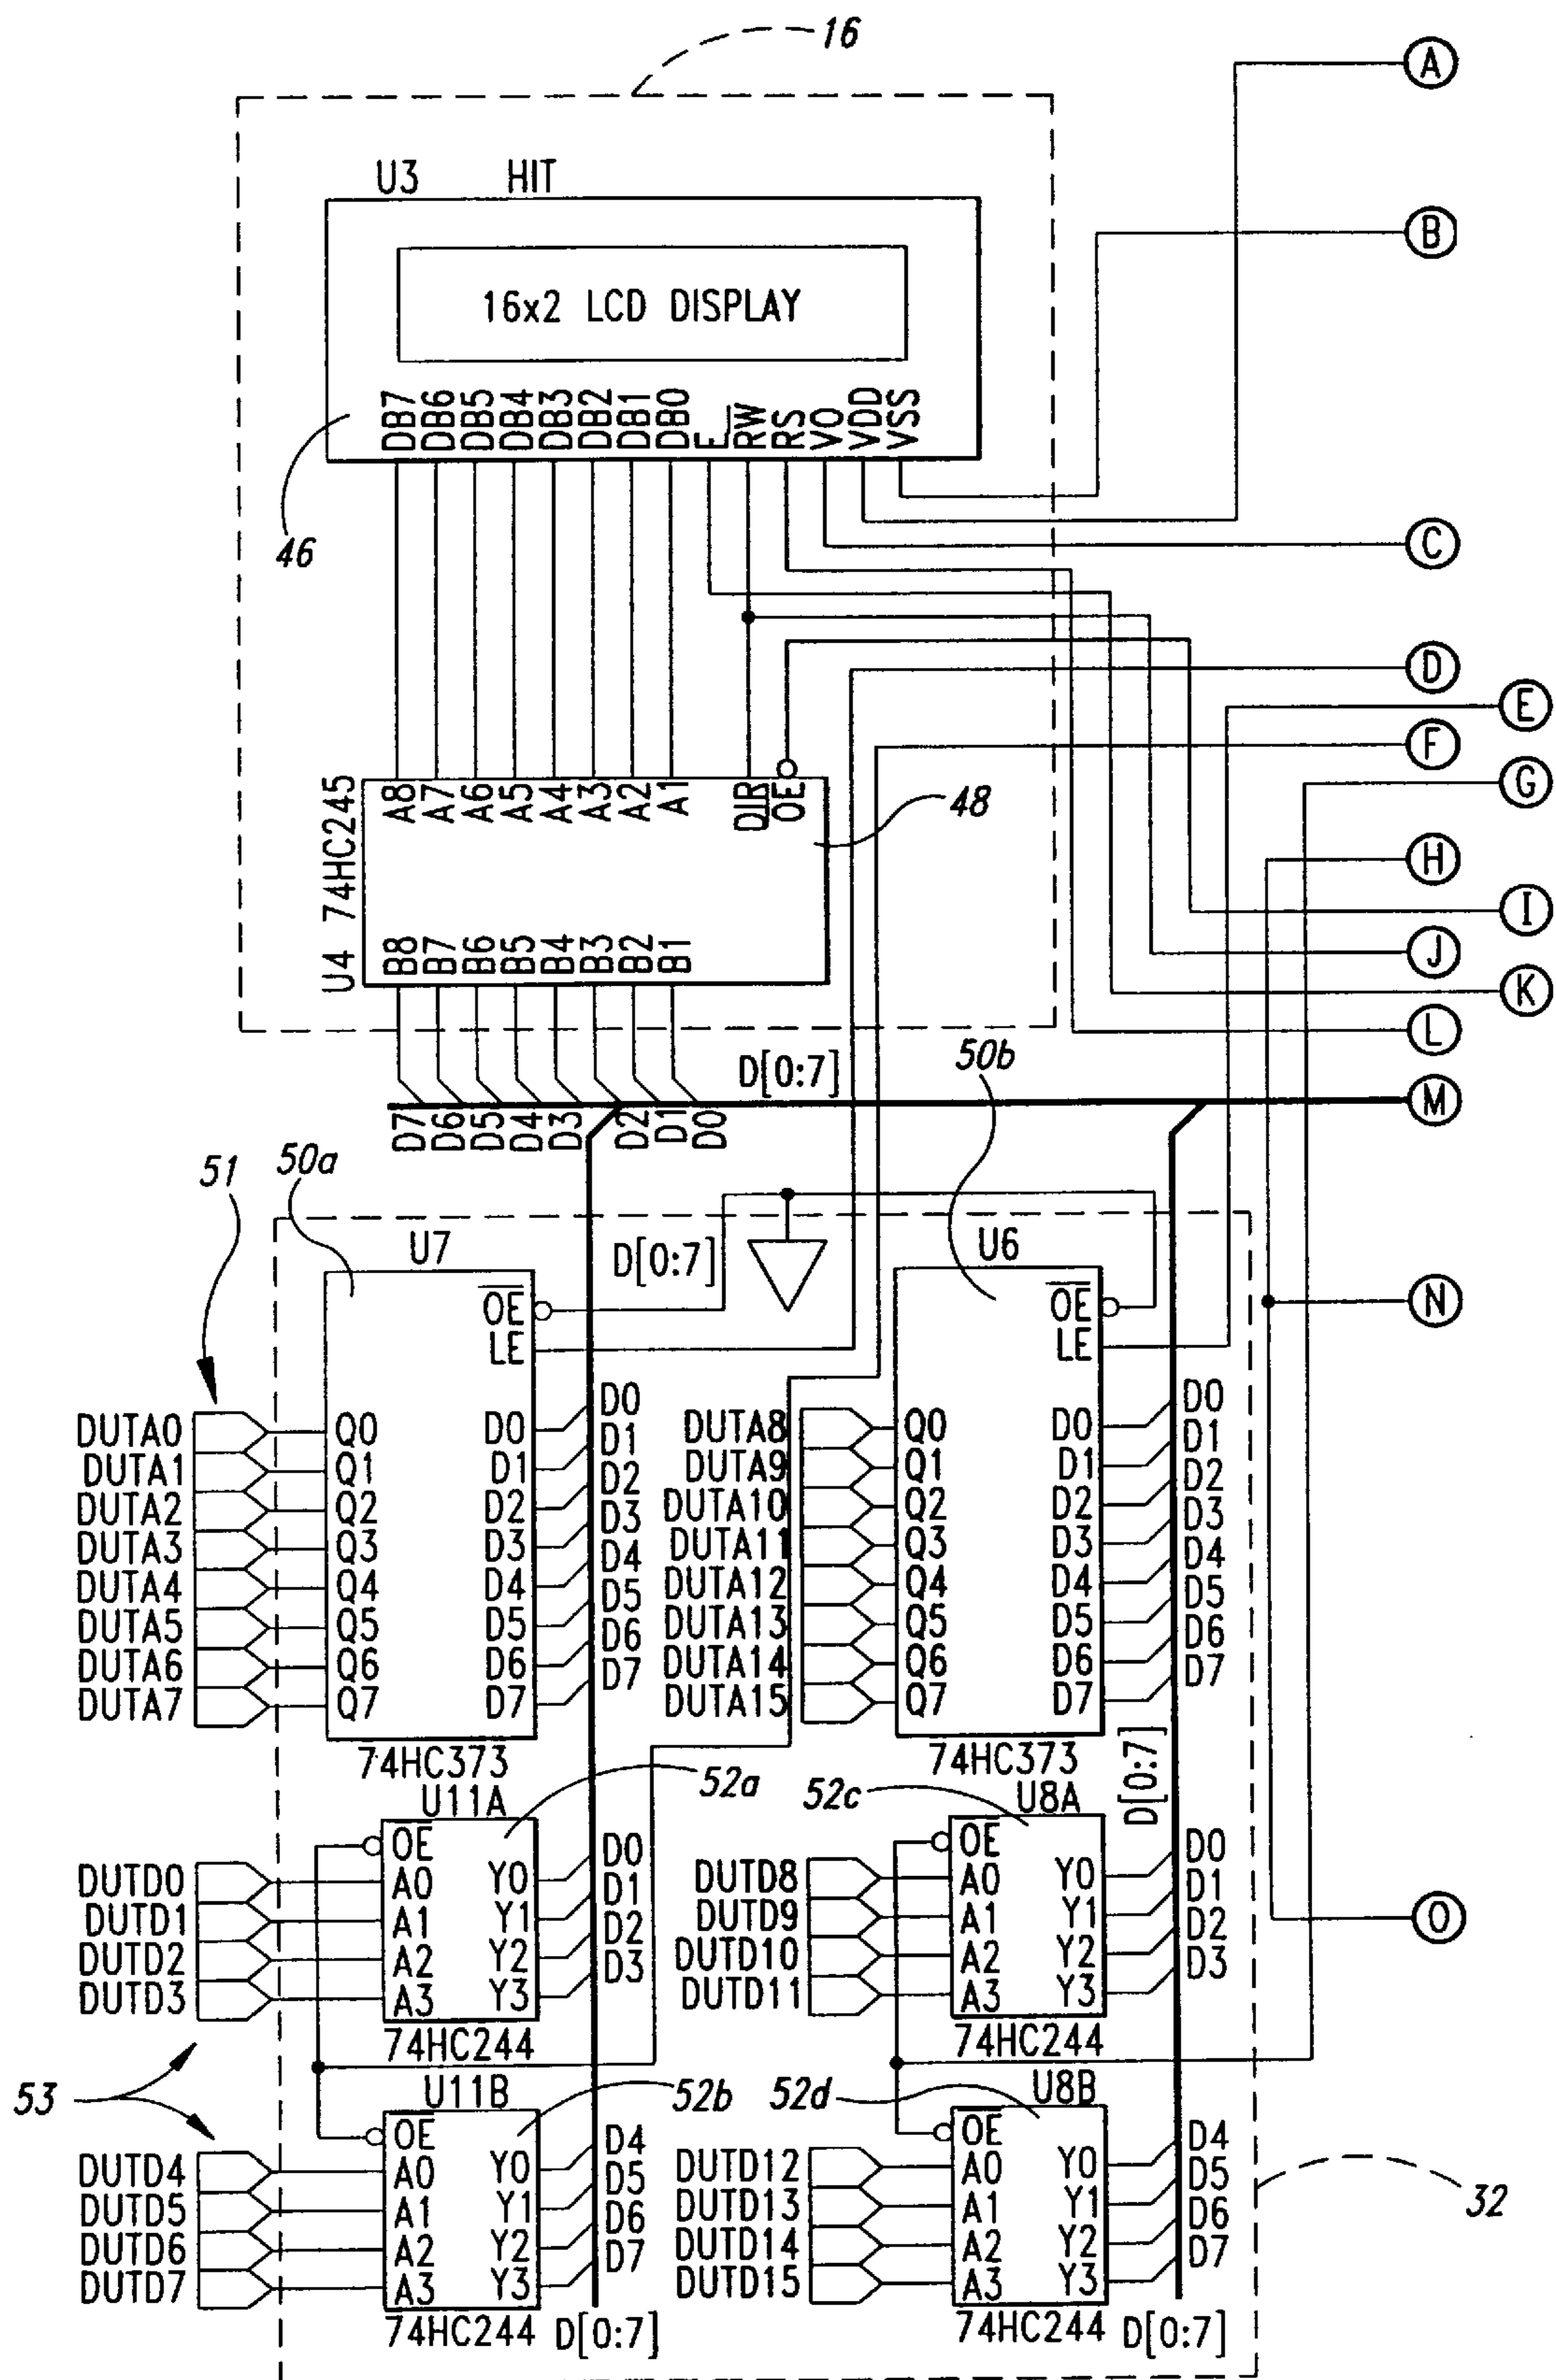 16
A
U3 HIT
B
16x2 LCD DISPLAY
DB7 DB6 DB5 DB4 DB3 DB2 DB1 DB0 E RW RS VO VDD VSS
46
C
D
E
F
G
U4 74HC245
A8 A7 A6 A5 A4 A3 A2 A1 DIR OE
48
H
I
B8 B7 B6 B5 B4 B3 B2 B1
J
K
L
D[0:7]
50b
M
D7 D6 D5 D4 D3 D2 D1 D0
51
50a
U7
D[0:7]
U6
OE
OE
N
LE
LE
D0
D0
DUTA0 Q0 D0 D1
DUTA8 Q0 D0 D1
DUTA1 Q1 D1 D2
DUTA9 Q1 D1 D2
DUTA2 Q2 D2 D3
DUTA10 Q2 D2 D3
DUTA3 Q3 D3 D4
DUTA11 Q3 D3 D4
DUTA4 Q4 D4 D5
DUTA12 Q4 D4 D5
DUTA5 Q5 D5 D6
DUTA13 Q5 D5 D6
DUTA6 Q6 D6 D7
DUTA14 Q6 D6 D7
DUTA7 Q7 D7
DUTA15 Q7 D7
74HC373
74HC373
D[0:7]
U11A
52a
52c
U8A
OE
OE
D0
D0
DUTD0 A0 Y0 D1
DUTD8 A0 Y0 D1
DUTD1 A1 Y1 D2
DUTD9 A1 Y1 D2
DUTD2 A2 Y2 D3
DUTD10 A2 Y2 D3
DUTD3 A3 Y3
DUTD11 A3 Y3
O
74HC244
74HC244
53
U11B
52b
52d
U8B
OE
OE
D4
D4
DUTD4 A0 Y0 D5
DUTD12 A0 Y0 D5
DUTD5 A1 Y1 D6
DUTD13 A1 Y1 D6
DUTD6 A2 Y2 D7
DUTD14 A2 Y2 D7
DUTD7 A3 Y3
DUTD15 A3 Y3
32
74HC244 D[0:7]
74HC244 D[0:7]